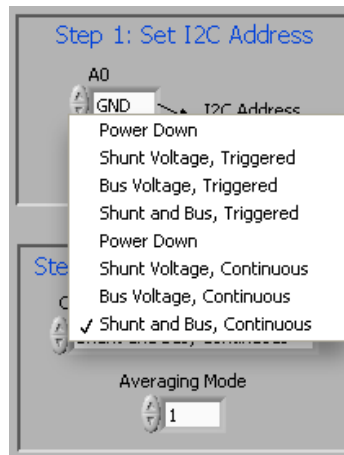 Step 1: Set I2C Address
A0
GND
I2C Address
Power Down
Shunt Voltage, Triggered
Bus Voltage, Triggered
Shunt and Bus, Triggered
Power Down
Shunt Voltage, Continuous
Bus Voltage, Continuous
✓ Shunt and Bus, Continuous
Ste
Averaging Mode
1